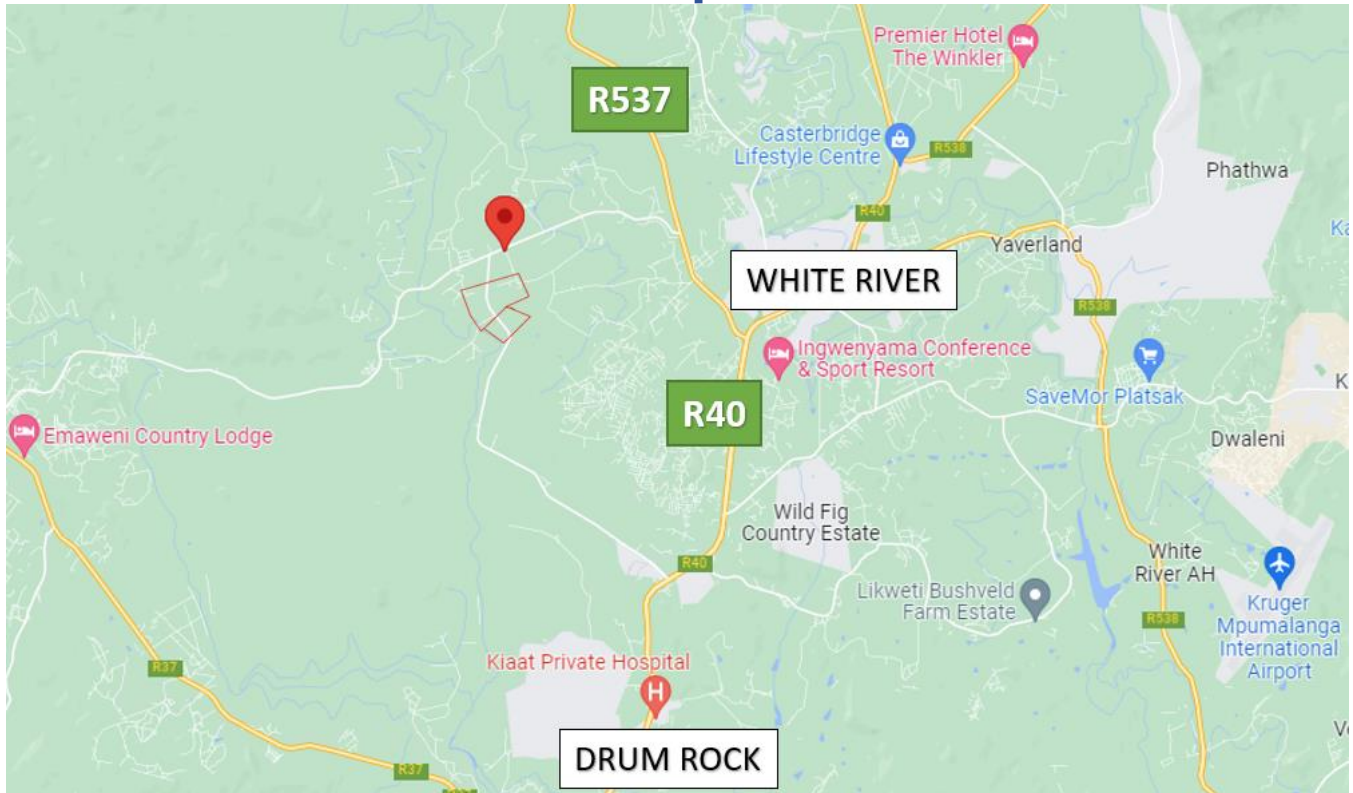 Premier Hotel
The Winkler
R537
Casterbridge
Lifestyle Centre
R538
Phathwa
R40
Yaverland
WHITE RIVER
R538
Ingwenyama Conference
& Sport Resort
SaveMor Platsak
R40
Emaweni Country Lodge
Dwaleni
Wild Fig
Country Estate
R40
White
River AH
Likweti Bushveld
Farm Estate
Kruger
Mpumalanga
International
Airport
R538
Kiaat Private Hospital
R37
DRUM ROCK
R37